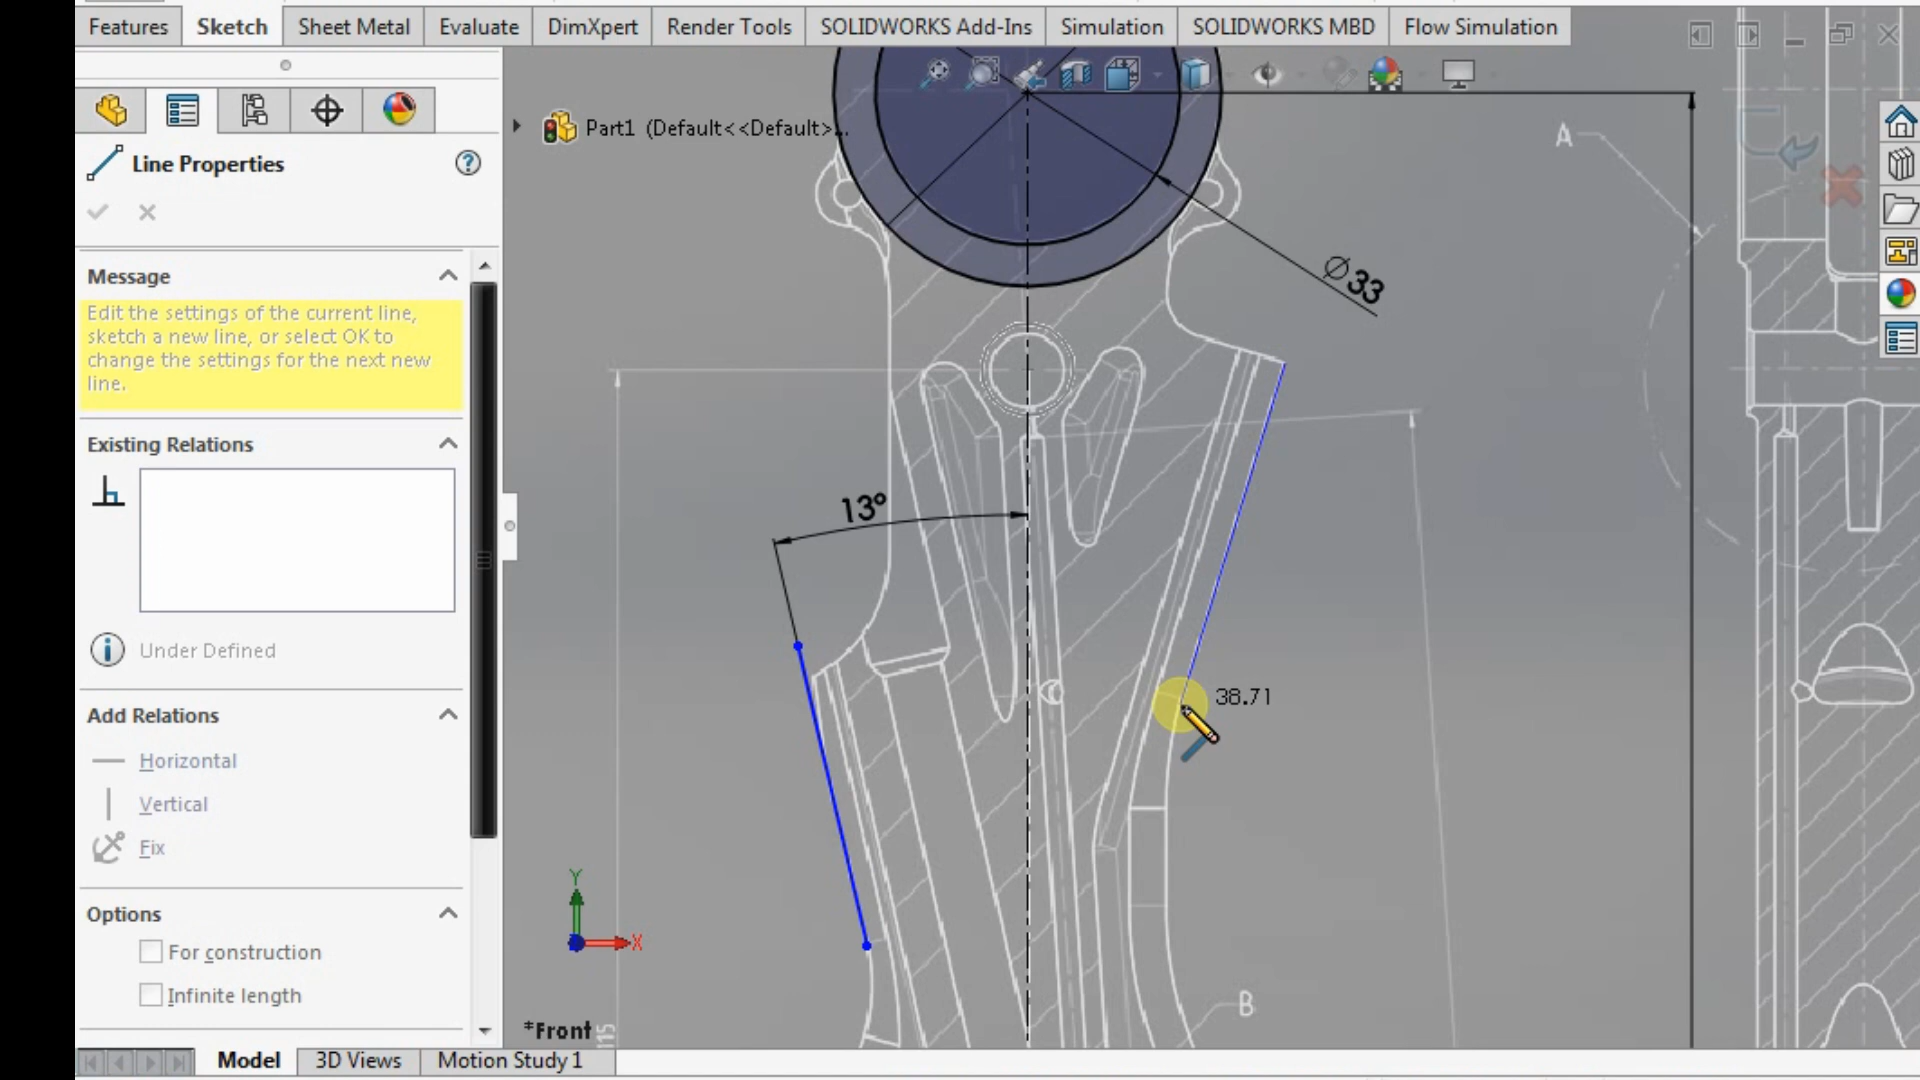 Features
Sketch
Sheet Metal
Evaluate
DimXpert
Render Tools
SOLIDWORKS Add-Ins
Simulation
SOLIDWORKS MBD
Flow Simulation
Part1 (Default<<Default>...
Line Properties
Message
Edit the settings of the current line,
sketch a new line, or select OK to
change the settings for the next new
line.
Existing Relations
Under Defined
Add Relations
Horizontal
Vertical
Fix
Options
For construction
Infinite length
A
Ø33
13°
38.71
B
Y
X
*Front
115
Model
3D Views
Motion Study 1